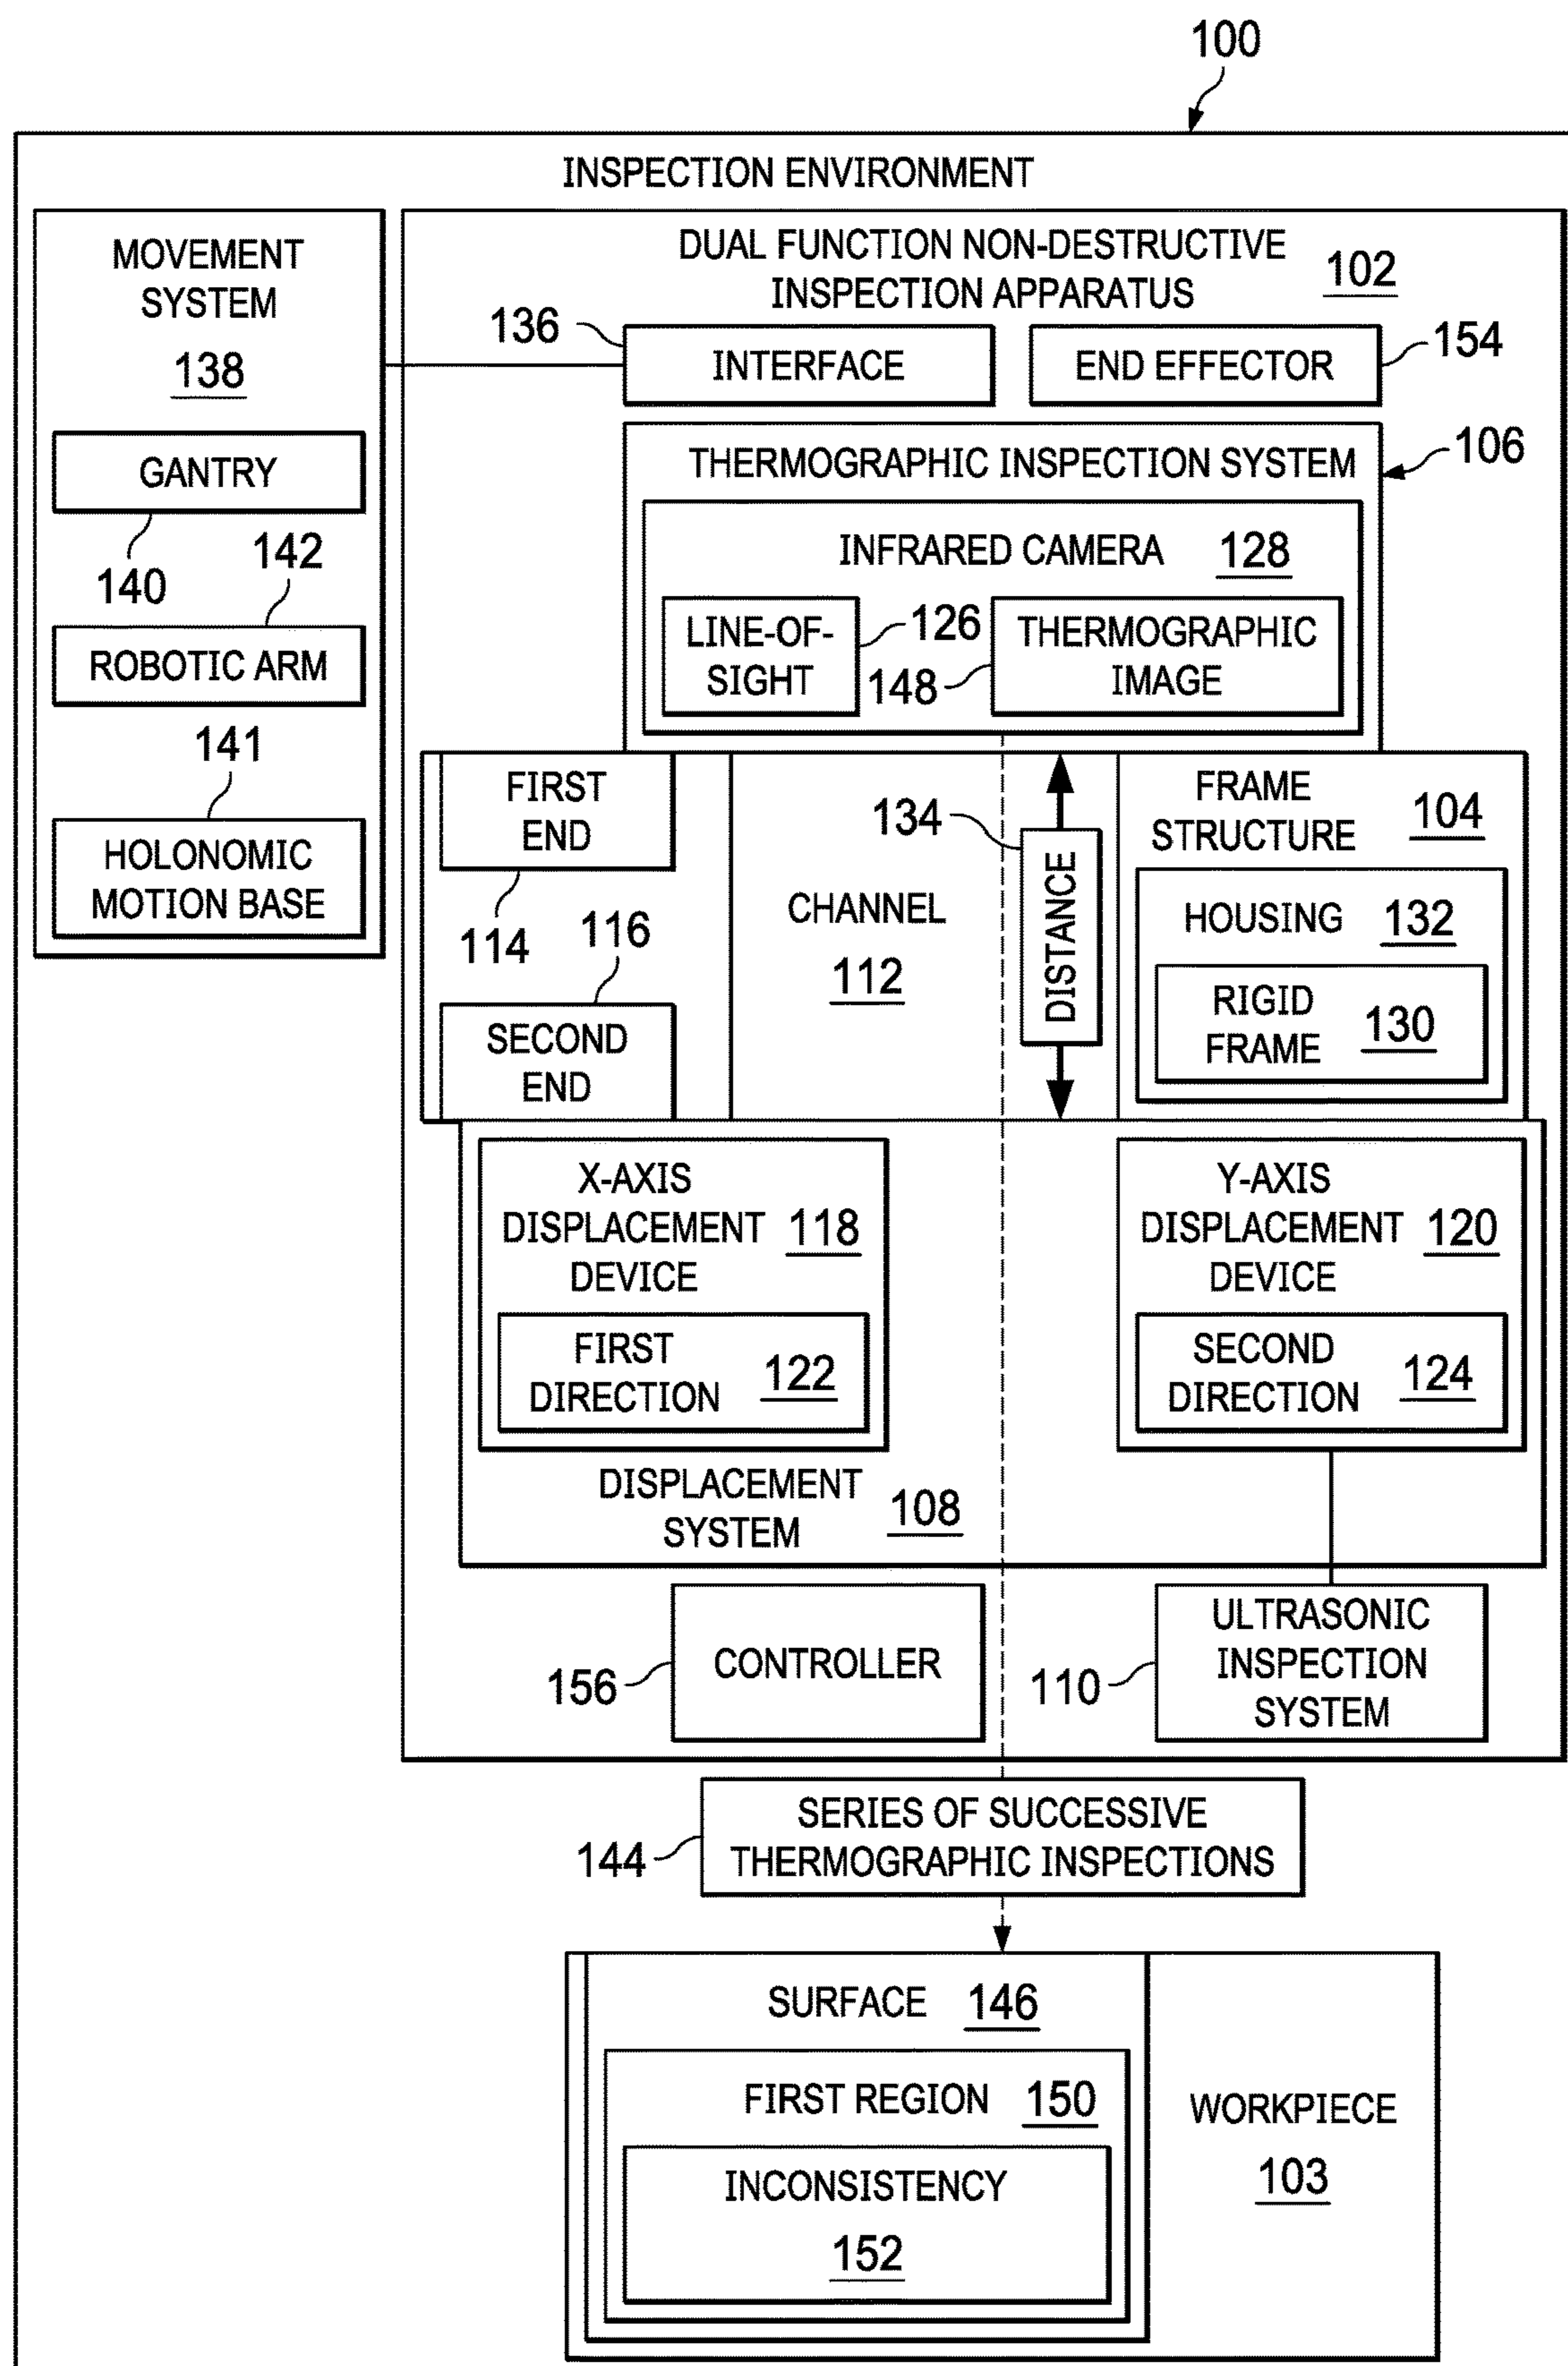 100
INSPECTION ENVIRONMENT
MOVEMENT
SYSTEM
138
GANTRY
140
142
ROBOTIC ARM
141
HOLONOMIC
MOTION BASE
DUAL FUNCTION NON-DESTRUCTIVE
INSPECTION APPARATUS
102
136
INTERFACE
END EFFECTOR
154
THERMOGRAPHIC INSPECTION SYSTEM
106
INFRARED CAMERA
128
LINE-OF-
SIGHT
126
148
THERMOGRAPHIC
IMAGE
FIRST
END
114
116
SECOND
END
CHANNEL
112
134
DISTANCE
FRAME
STRUCTURE
104
HOUSING
132
RIGID
FRAME
130
X-AXIS
DISPLACEMENT
DEVICE
118
FIRST
DIRECTION
122
Y-AXIS
DISPLACEMENT
DEVICE
120
SECOND
DIRECTION
124
DISPLACEMENT
SYSTEM
108
156
CONTROLLER
110
ULTRASONIC
INSPECTION
SYSTEM
144
SERIES OF SUCCESSIVE
THERMOGRAPHIC INSPECTIONS
SURFACE
146
FIRST REGION
150
INCONSISTENCY
152
WORKPIECE
103